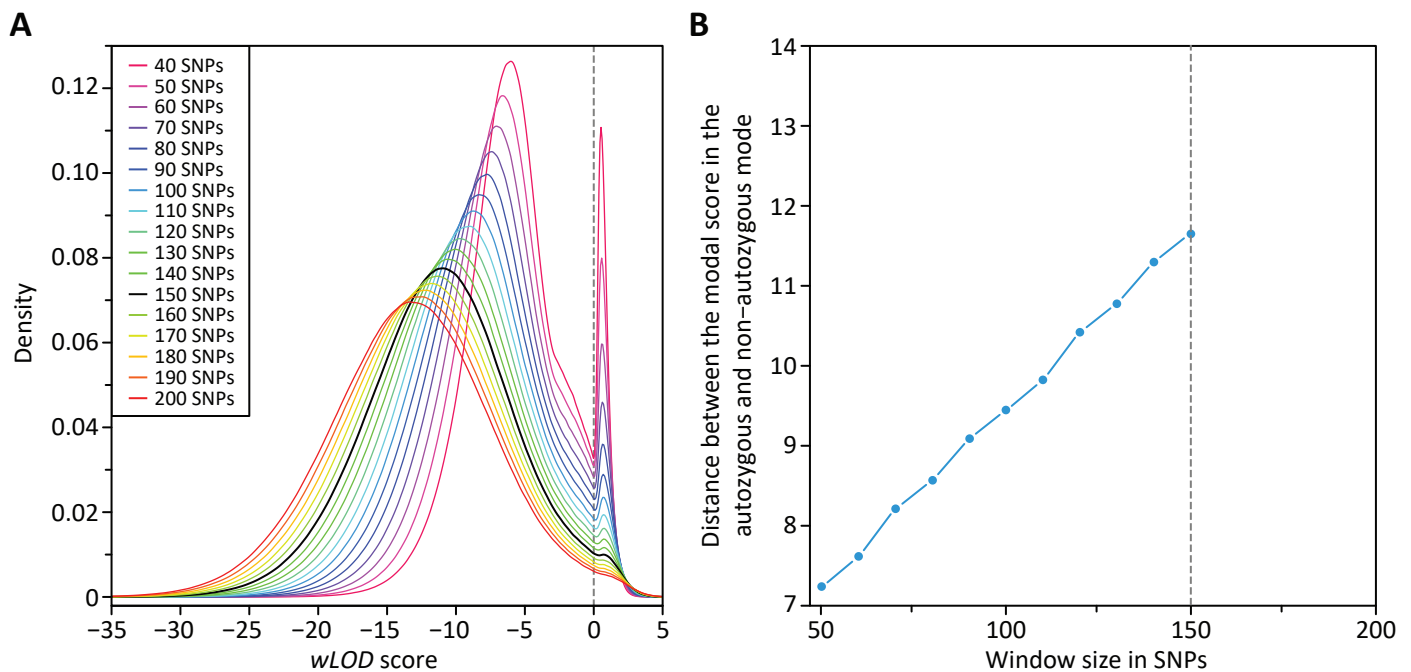 A
0.12
0.10
0.08
0.06
0.04
0.02
0
Density
40 SNPs
50 SNPs
60 SNPs
70 SNPs
80 SNPs
90 SNPs
100 SNPs
110 SNPs
120 SNPs
130 SNPs
140 SNPs
150 SNPs
160 SNPs
170 SNPs
180 SNPs
190 SNPs
200 SNPs
−35 −30 −25 −20 −15 −10 −5 0 5
wLOD score
B
Distance between the modal score in the
autozygous and non−autozygous mode
14
13
12
11
10
9
8
7
50 100 150 200
Window size in SNPs